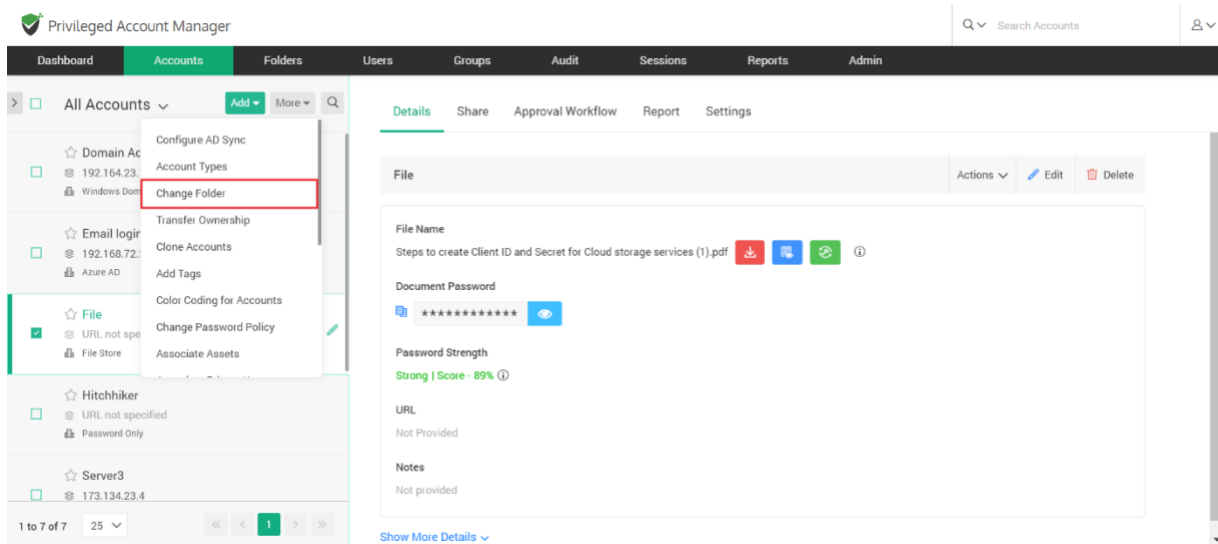 Privileged Account Manager
Search Accounts
Dashboard Accounts Folders Users Groups Audit Sessions Reports Admin
All Accounts Add More
Configure AD Sync
Account Types
Change Folder
Transfer Ownership
Clone Accounts
Add Tags
Color Coding for Accounts
Change Password Policy
Associate Assets
Domain Ac
192.164.23.
Windows Dom
Email login
192.168.72.
Azure AD
File
URL not spe
File Store
Hitchhiker
URL not specified
Password Only
Server3
173.134.23.4
1 to 7 of 7 25 « < 1 > »
Details Share Approval Workflow Report Settings
File Actions Edit Delete
File Name
Steps to create Client ID and Secret for Cloud storage services (1).pdf
Document Password
************
Password Strength
Strong | Score - 89%
URL
Not Provided
Notes
Not provided
Show More Details